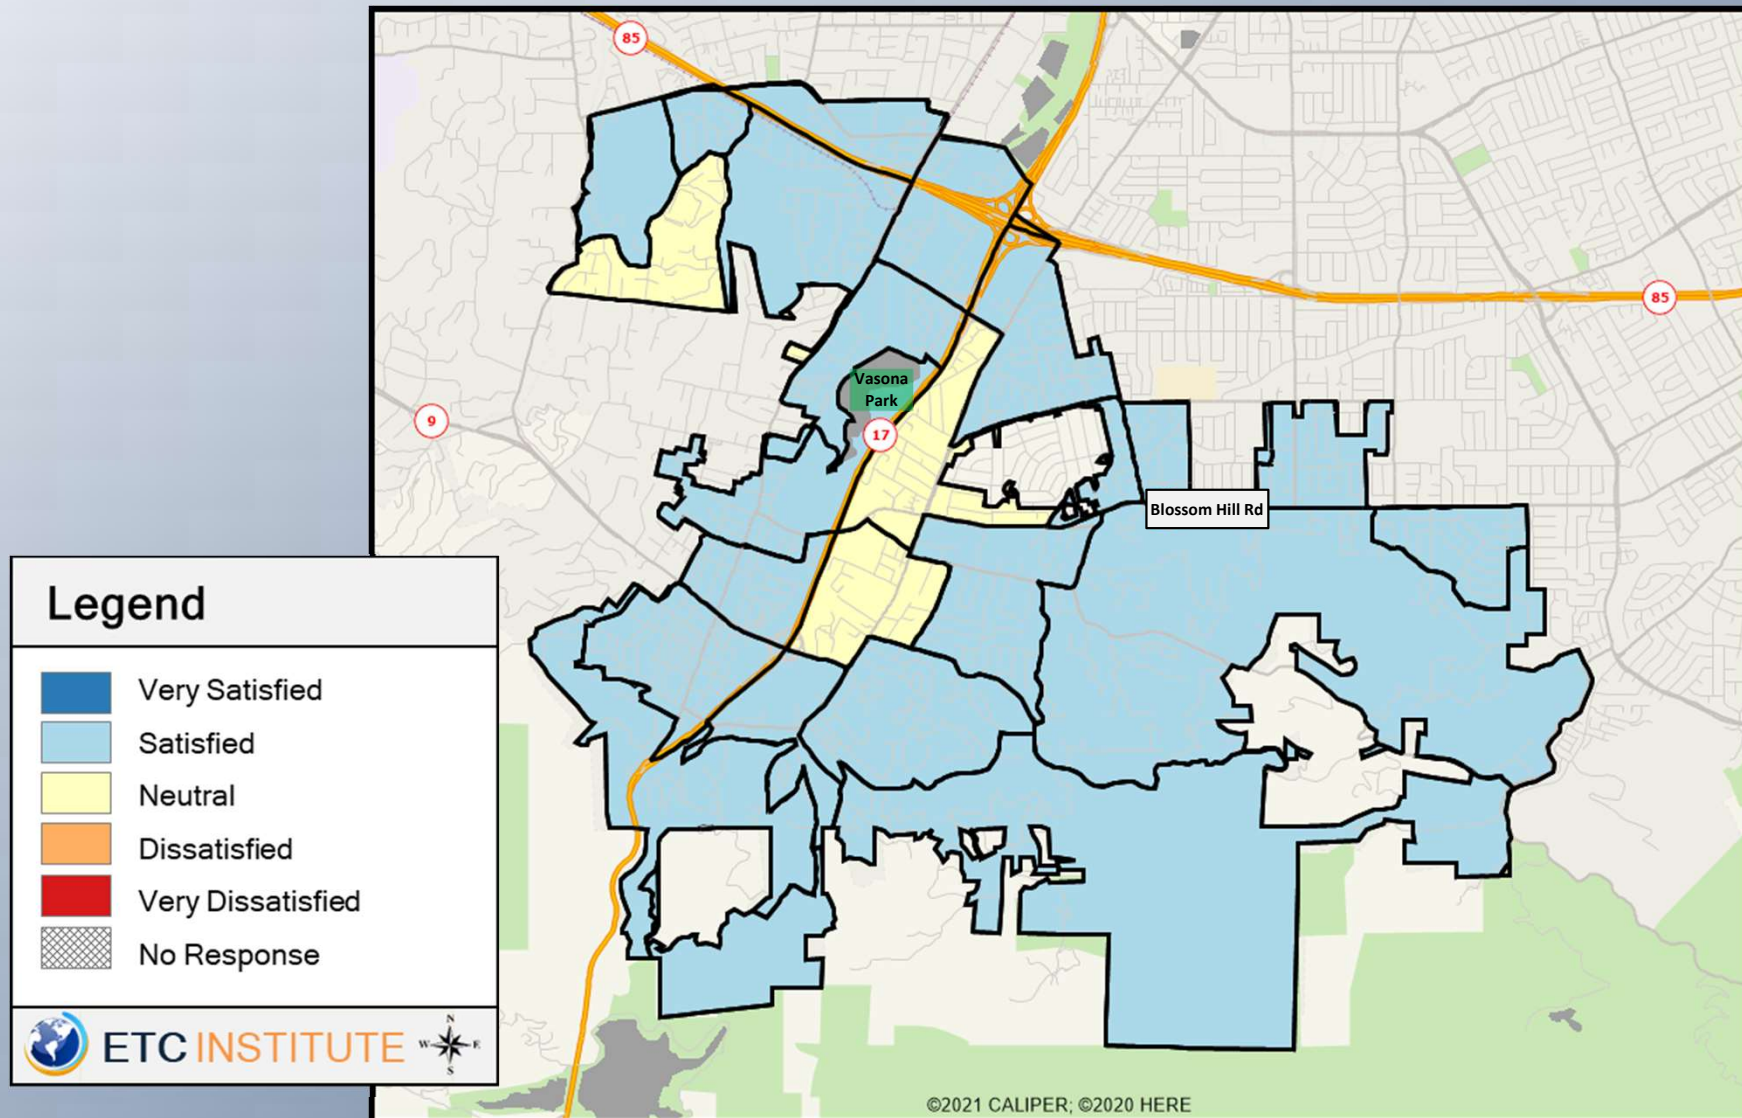 85
85
Vasona
Park
9
17
Blossom Hill Rd
Legend
Very Satisfied
Satisfied
Neutral
Dissatisfied
Very Dissatisfied
No Response
ETC INSTITUTE
N
W E
S
©2021 CALIPER; ©2020 HERE